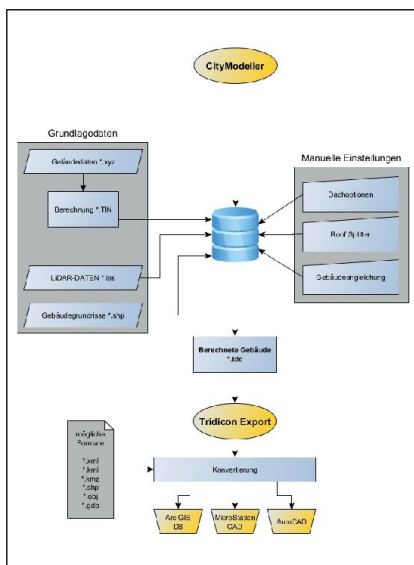 CityModeller
Grundlagedaten
Geländedaten *.xyz
Berechnung *.TIN
LiDAR-DATEN *.las
Gebäudegrundrisse *.shp
Manuelle Einstellungen
Dachoptionen
Roof Splitter
Gebäudeangleichung
Berechnete Gebäude
*.tdc
Tridicon Export
mögliche
Formate
*.xml
*.kml
*.kmz
*.shp
*.obj
*.gdb
Konvertierung
ArcGIS
DB
MicroStation
CAD
AutoCAD